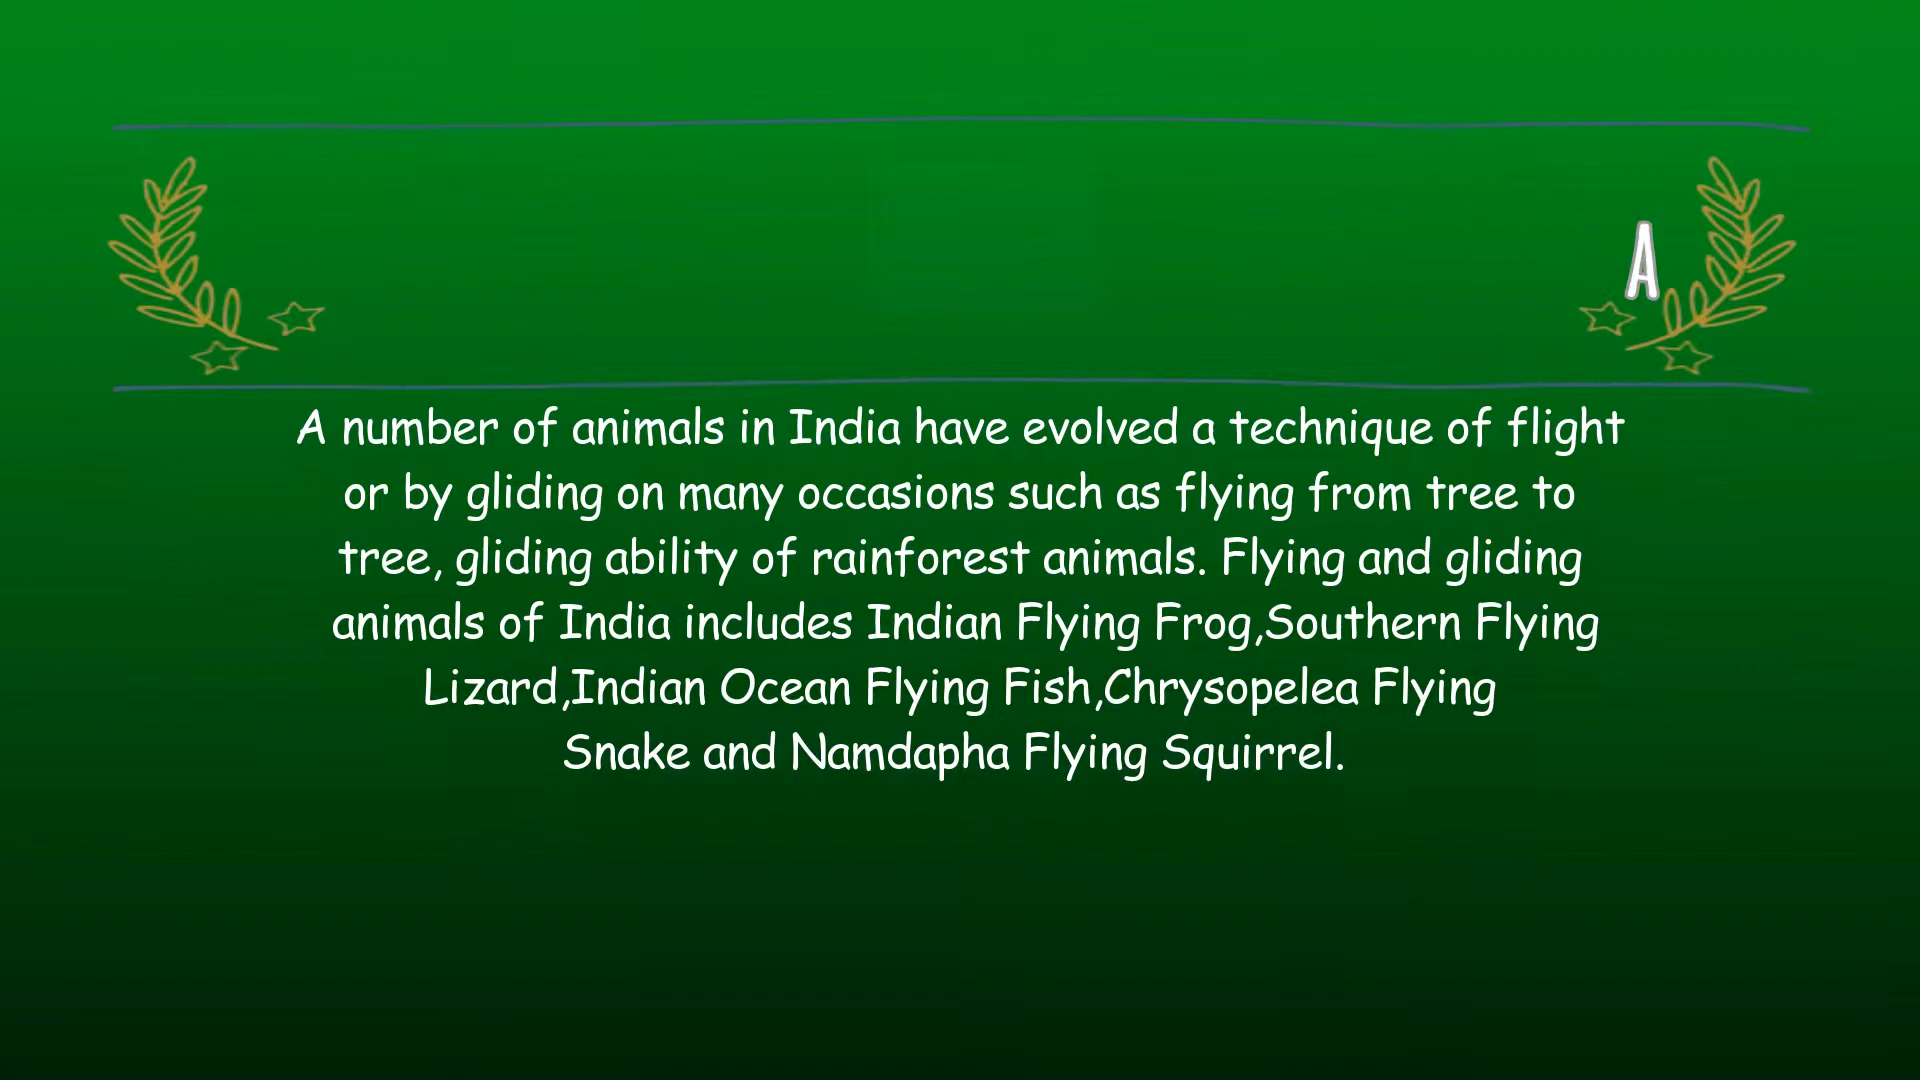 A
A number of animals in India have evolved a technique of flight
or by gliding on many occasions such as flying from tree to
tree, gliding ability of rainforest animals. Flying and gliding
animals of India includes Indian Flying Frog,Southern Flying
Lizard,Indian Ocean Flying Fish,Chrysopelea Flying
Snake and Namdapha Flying Squirrel.